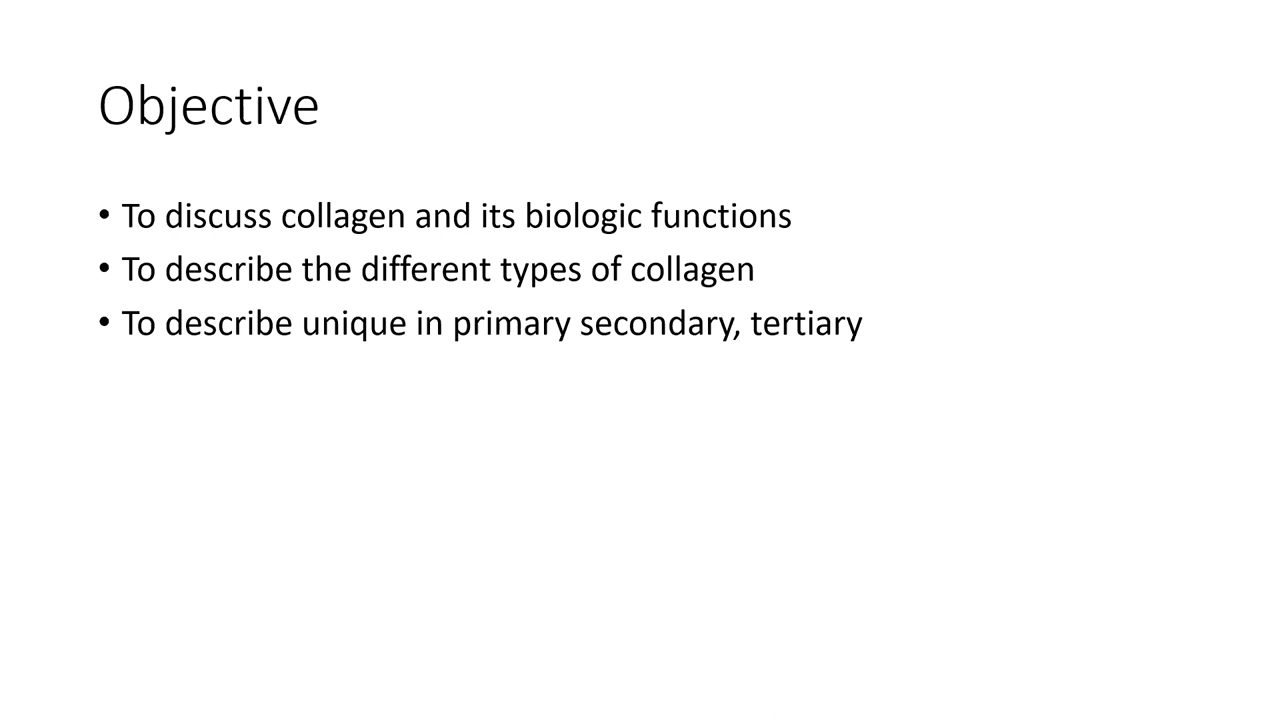 Objective
• To discuss collagen and its biologic functions
• To describe the different types of collagen
• To describe unique in primary secondary, tertiary